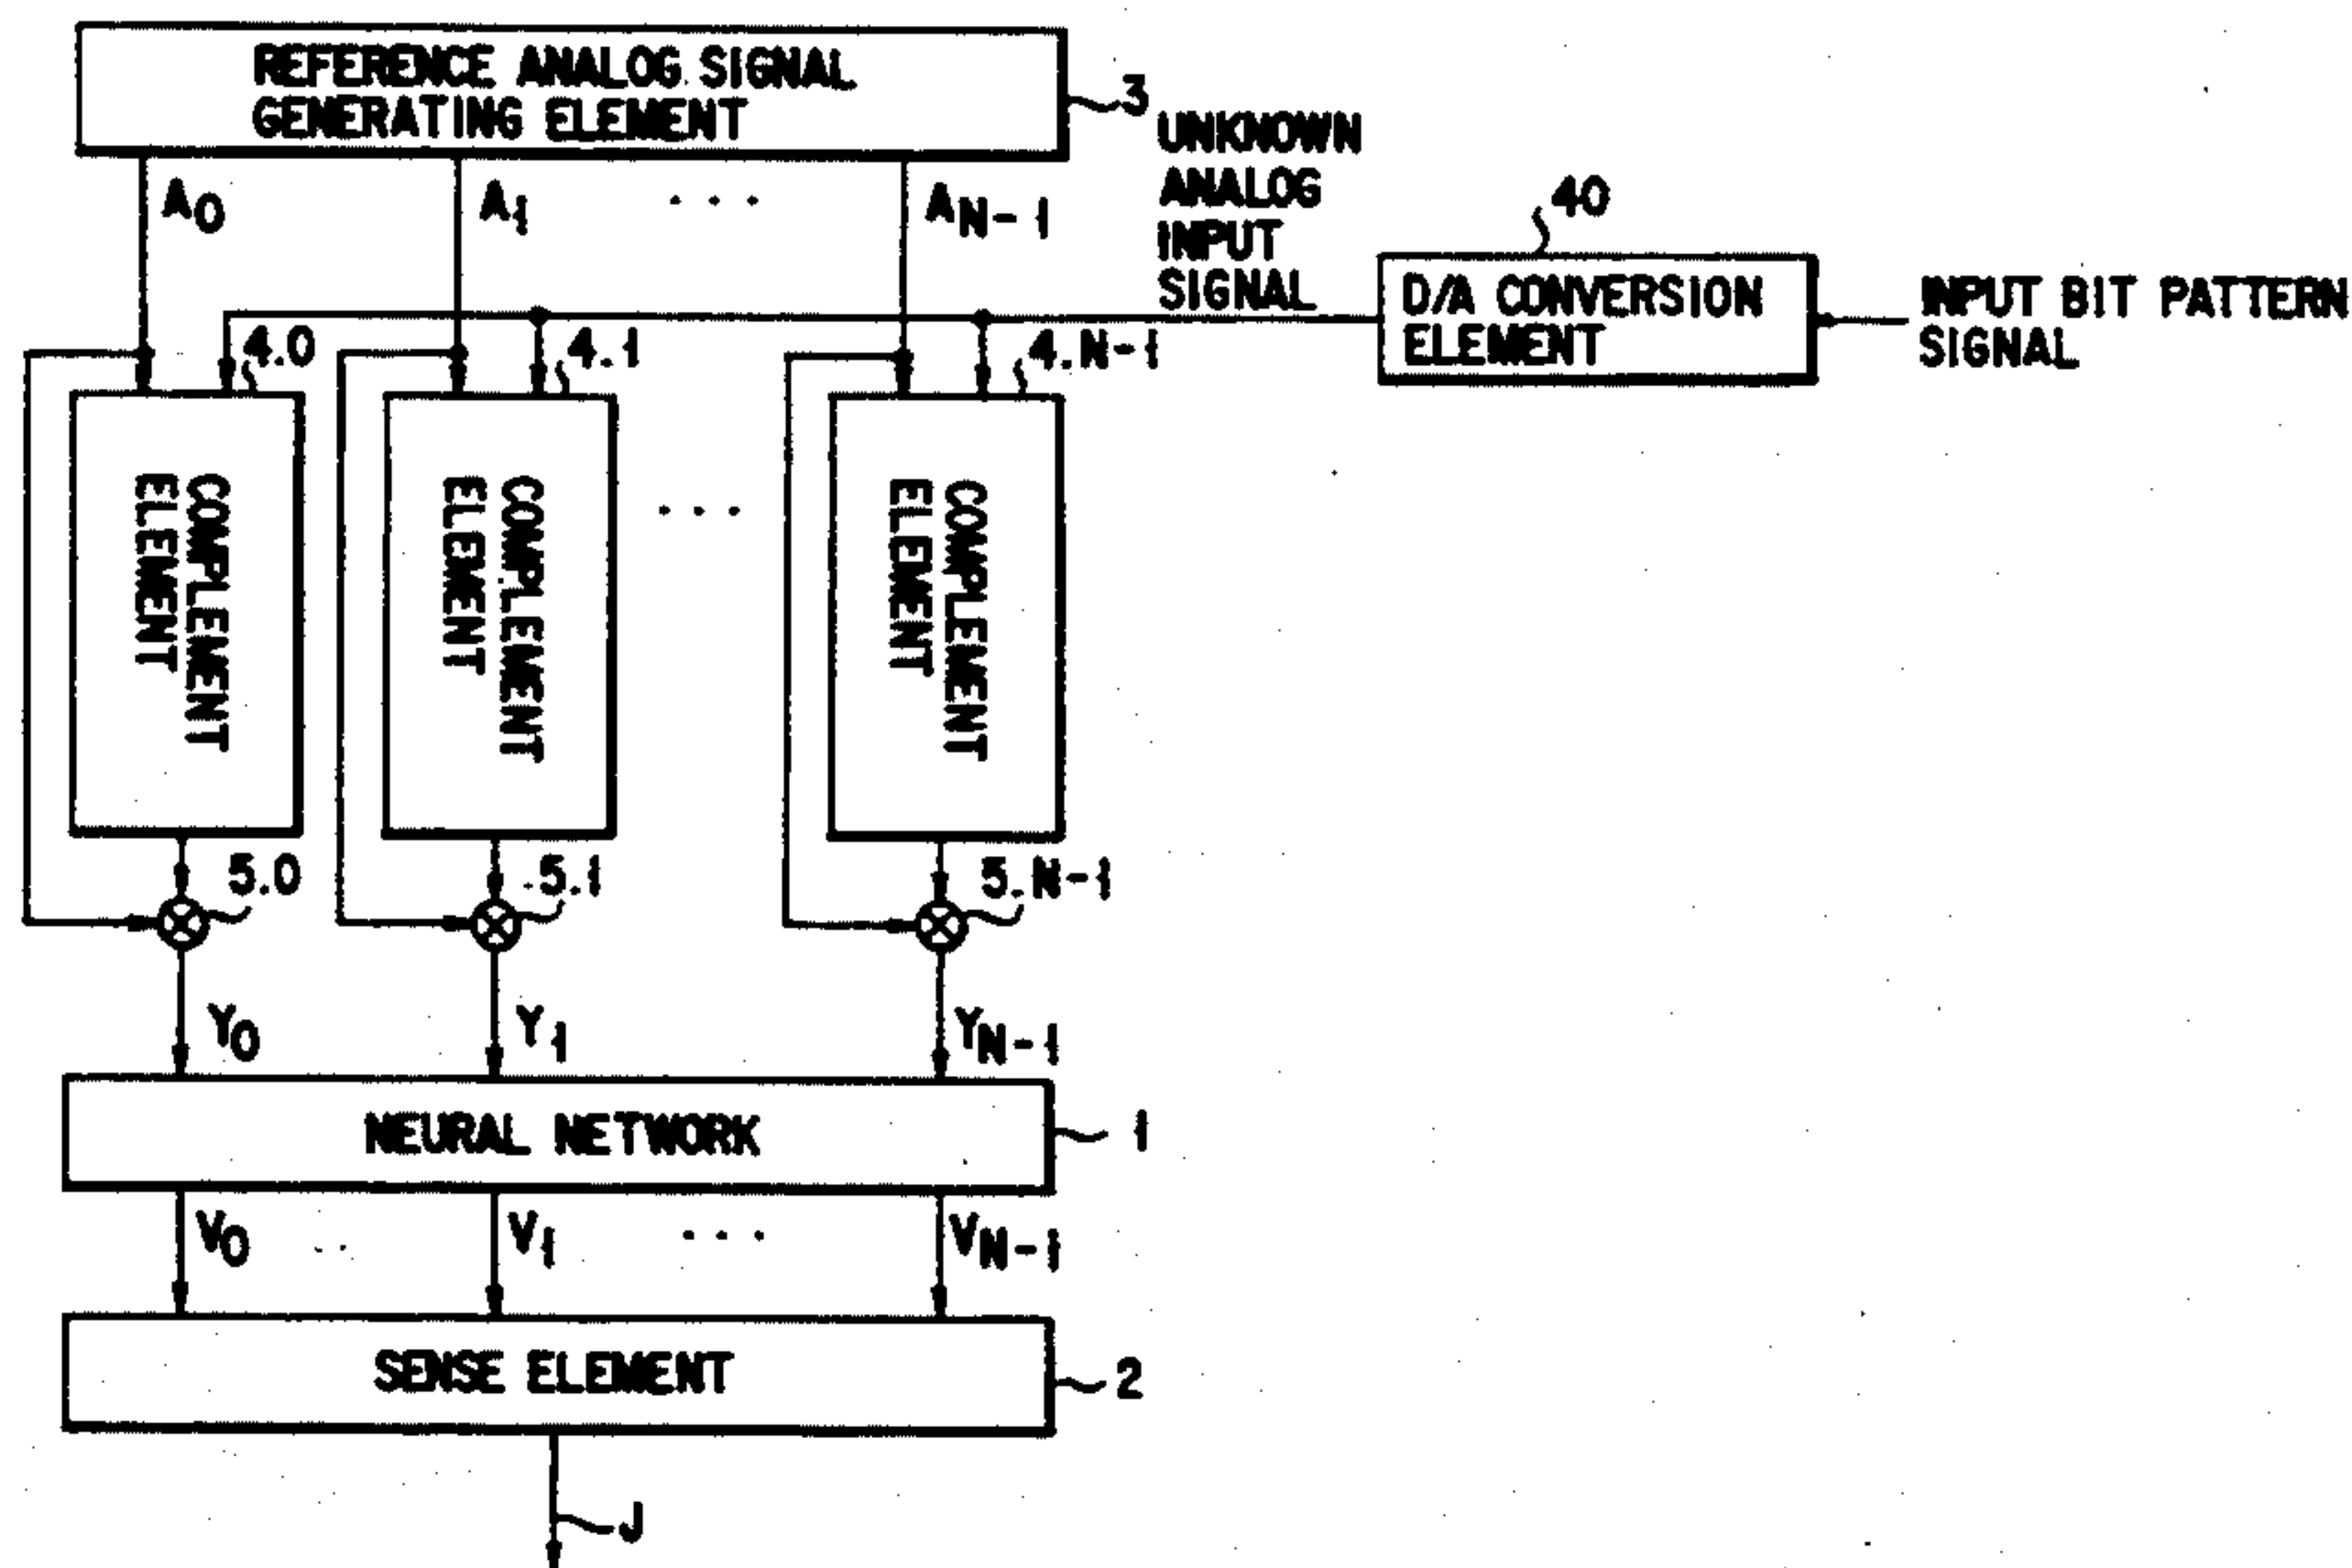 REFERENCE ANALOG SIGNAL
GENERATING ELEMENT
3
UNKNOWN
ANALOG
INPUT
SIGNAL
A0
A1
. . .
AN-1
40
D/A CONVERSION
ELEMENT
INPUT BIT PATTERN
SIGNAL
4.0
4.1
4.N-1
COMPLEMENT
ELEMENT
COMPLEMENT
ELEMENT
. . .
COMPLEMENT
ELEMENT
5.0
5.1
5.N-1
Y0
Y1
YN-1
NEURAL NETWORK
1
V0
V1
. . .
VN-1
SENSE ELEMENT
2
J